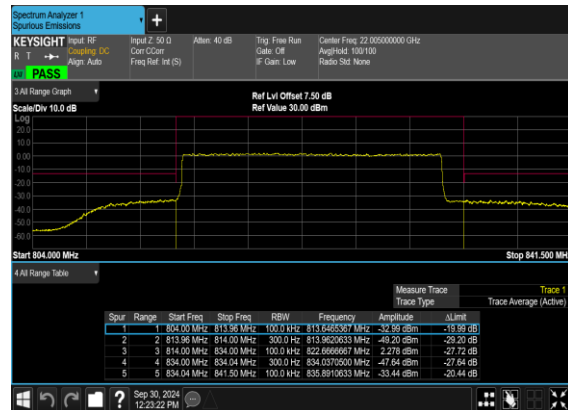 Spectrum Analyzer 1
Spurious Emissions
KEYSIGHT Input: RF Input Z: 50 Ω Atten: 40 dB Trig: Free Run Center Freq: 22.005000000 GHz
R T Coupling: DC Corr CCorr Gate: Off Avg|Hold: 100/100
Align: Auto Freq Ref: Int (S) IF Gain: Low Radio Std: None
PASS
3 All Range Graph
Ref Lvl Offset 7.50 dB
Scale/Div 10.0 dB Ref Value 30.00 dBm
Log
20.0
10.0
0.00
-10.0
-20.0
-30.0
-40.0
-50.0
-60.0
Start 804.000 MHz Stop 841.500 MHz
4 All Range Table
Measure Trace Trace 1
Trace Type Trace Average (Active)
Spur Range Start Freq Stop Freq RBW Frequency Amplitude ΔLimit
1 1 804.00 MHz 813.96 MHz 100.0 kHz 813.6465367 MHz -32.99 dBm -19.99 dB
2 2 813.96 MHz 814.00 MHz 300.0 Hz 813.9620633 MHz -49.20 dBm -29.20 dB
3 3 814.00 MHz 834.00 MHz 100.0 kHz 822.6666667 MHz 2.278 dBm -27.72 dB
4 4 834.00 MHz 834.04 MHz 300.0 Hz 834.0370500 MHz -47.64 dBm -27.64 dB
5 5 834.04 MHz 841.50 MHz 100.0 kHz 835.8910633 MHz -33.44 dBm -20.44 dB
Sep 30, 2024
12:23:22 PM